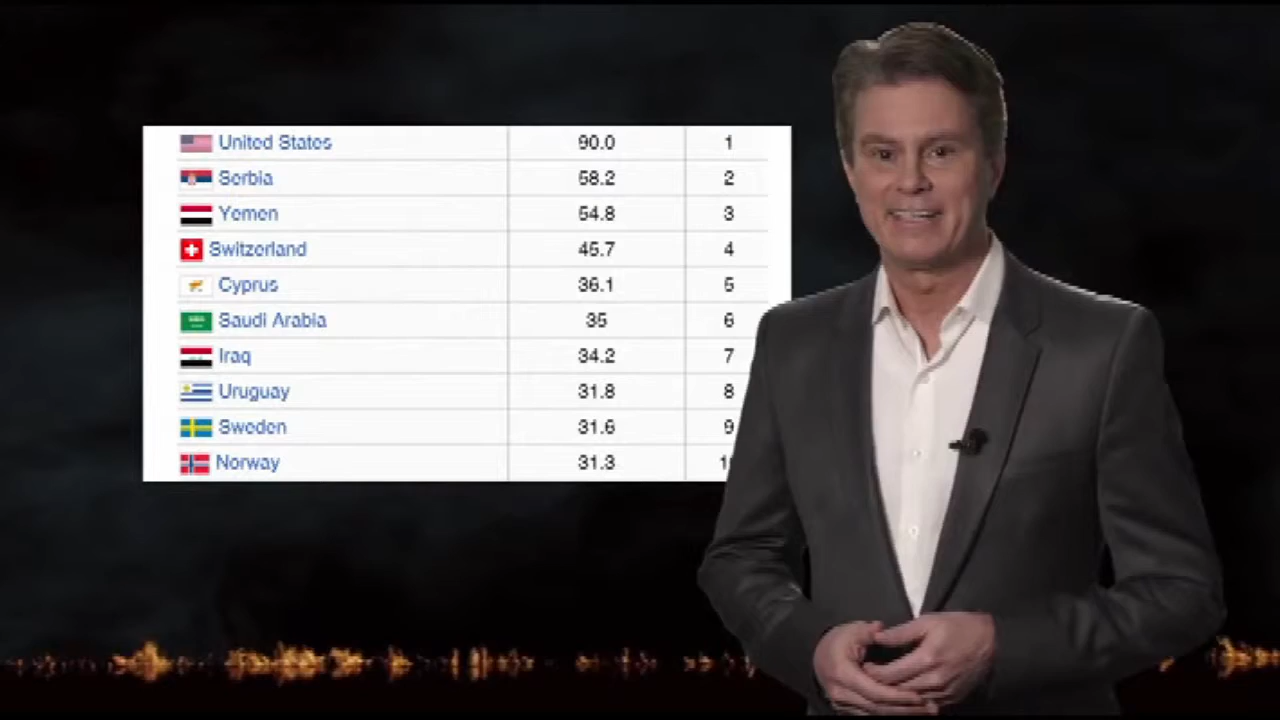 United States 90.0 1
Serbia 58.2 2
Yemen 54.8 3
Switzerland 45.7 4
Cyprus 36.1 5
Saudi Arabia 35 6
Iraq 34.2 7
Uruguay 31.8 8
Sweden 31.6 9
Norway 31.3